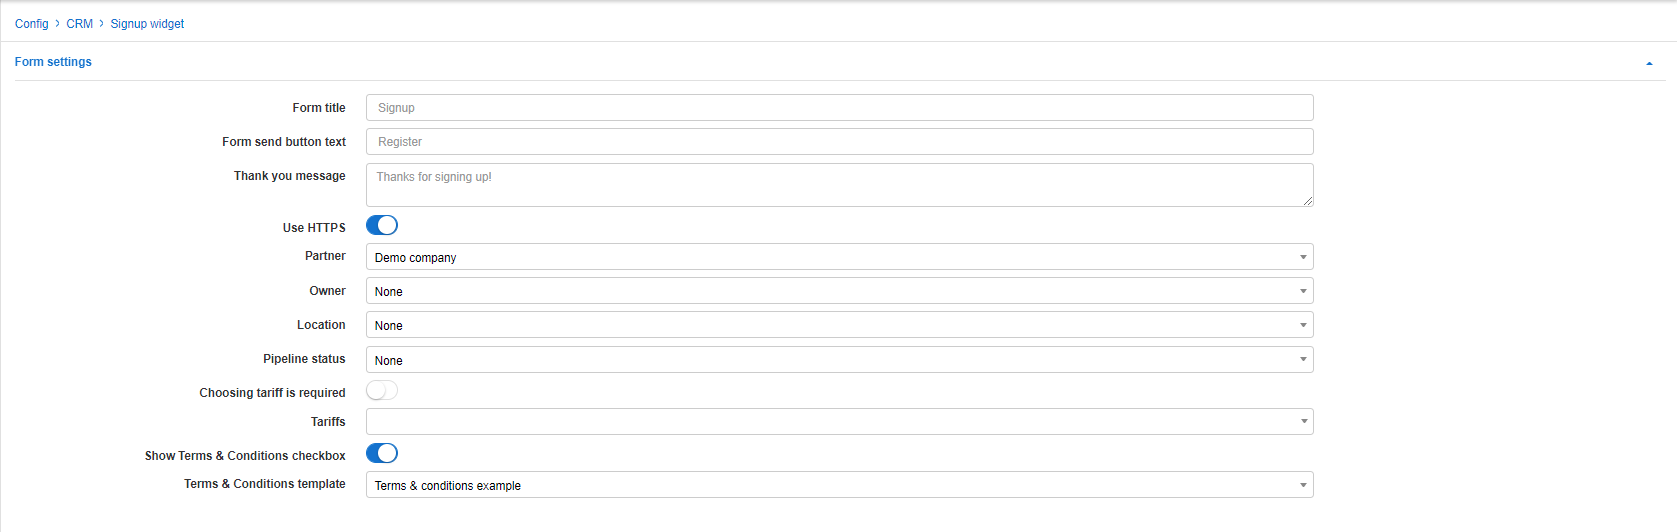 Config > CRM > Signup widget
Form settings
Form title Signup
Form send button text Register
Thank you message Thanks for signing up!
Use HTTPS
Partner Demo company
Owner None
Location None
Pipeline status None
Choosing tariff is required
Tariffs
Show Terms & Conditions checkbox
Terms & Conditions template Terms & conditions example